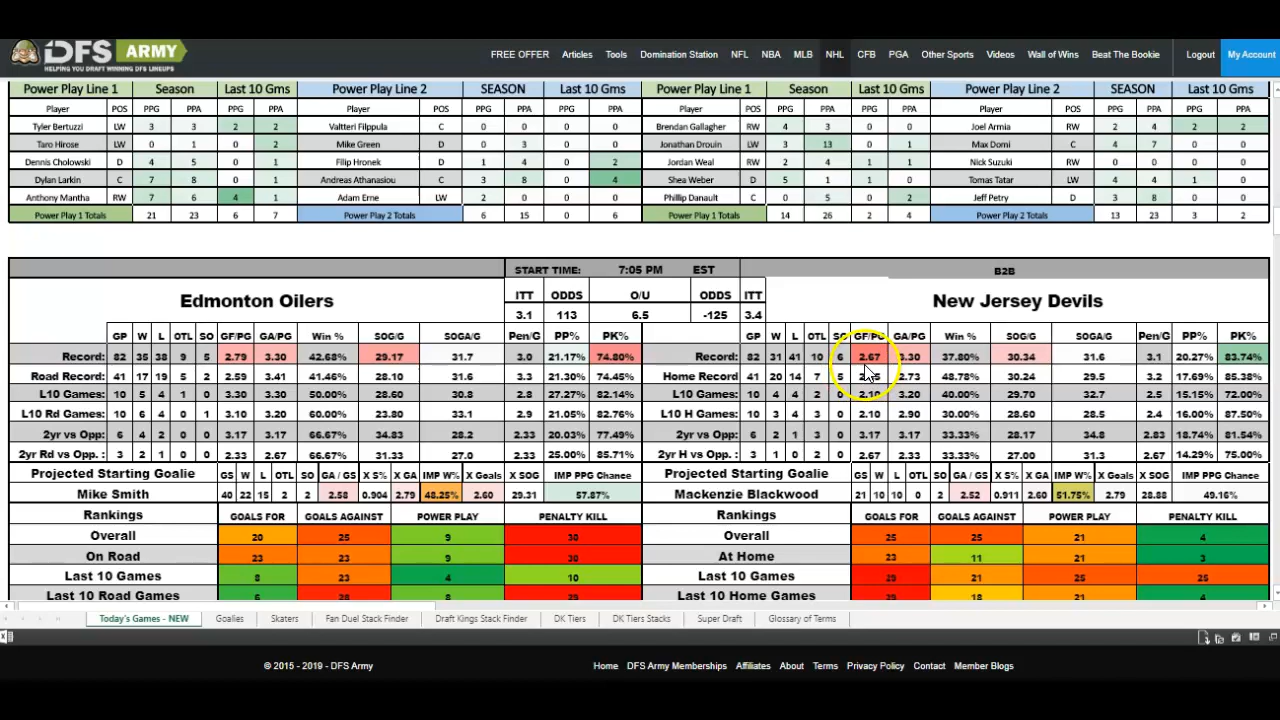 DFS ARMY
HELPING YOU DRAFT WINNING DFS LINEUPS
FREE OFFER Articles Tools Domination Station NFL NBA MLB NHL CFB PGA Other Sports Videos Wall of Wins Beat The Bookie Logout My Account
Power Play Line 1 Season Last 10 Gms Power Play Line 2 SEASON Last 10 Gms Power Play Line 1 Season Last 10 Gms Power Play Line 2 SEASON Last 10 Gms
Player POS PPG PPA PPG PPA Player POS PPG PPA PPG PPA Player POS PPG PPA PPG PPA Player POS PPG PPA PPG PPA
Tyler Bertuzzi LW 3 3 2 2 Valtteri Filppula C 0 0 0 0 Brendan Gallagher RW 4 3 0 0 Joel Armia RW 2 4 2 2
Taro Hirose LW 0 1 0 2 Mike Green D 0 3 0 0 Jonathan Drouin LW 3 13 0 1 Max Domi C 4 7 0 0
Dennis Cholowski D 4 5 0 1 Filip Hronek D 1 4 0 2 Jordan Weal RW 2 4 1 1 Nick Suzuki RW 0 0 0 0
Dylan Larkin C 7 8 0 1 Andreas Athanasiou C 3 8 0 4 Shea Weber D 5 1 1 0 Tomas Tatar LW 4 4 1 0
Anthony Mantha RW 7 6 4 1 Adam Erne LW 2 0 0 0 Phillip Danault C 0 5 0 2 Jeff Petry D 3 8 0 0
Power Play 1 Totals 21 23 6 7 Power Play 2 Totals 6 15 0 6 Power Play 1 Totals 14 26 2 4 Power Play 2 Totals 13 23 3 2
START TIME: 7:05 PM EST B2B
Edmonton Oilers ITT ODDS O/U ODDS ITT New Jersey Devils
3.1 113 6.5 -125 3.4
GP W L OTL SO GF/PG GA/PG Win % SOG/G SOGA/G Pen/G PP% PK% GP W L OTL GF/PG GA/PG Win % SOG/G SOGA/G Pen/G PP% PK%
Record: 82 35 38 9 5 2.79 3.30 42.68% 29.17 31.7 3.0 21.17% 74.80% Record: 82 31 41 10 6 2.67 3.30 37.80% 30.34 31.6 3.1 20.27% 83.74%
Road Record: 41 17 19 5 2 2.59 3.41 41.46% 28.10 31.6 3.3 21.30% 74.45% Home Record 41 20 14 7 5 2.73 48.78% 30.24 29.5 3.2 17.69% 85.38%
L10 Games: 10 5 4 1 0 3.30 3.30 50.00% 28.60 30.8 2.8 27.27% 82.14% L10 Games: 10 4 4 2 0 2.10 3.20 40.00% 29.70 32.7 2.5 15.15% 72.00%
L10 Rd Games: 10 6 4 0 1 3.10 2.90 60.00% 23.80 33.1 2.9 21.05% 82.76% L10 H Games: 10 3 4 3 0 2.10 2.90 30.00% 28.60 28.5 2.4 16.00% 87.50%
2yr vs Opp: 6 4 2 0 0 3.17 3.17 66.67% 34.83 28.2 2.33 20.03% 77.49% 2yr vs Opp: 6 2 1 3 0 3.17 3.17 33.33% 28.17 34.8 2.83 18.74% 81.54%
2yr Rd vs Opp. : 3 2 1 0 0 2.33 2.67 66.67% 31.33 27.0 2.33 25.00% 85.71% 2yr H vs Opp. : 3 1 0 2 0 2.67 2.33 33.33% 27.00 31.3 2.67 14.29% 75.00%
Projected Starting Goalie GS W L OTL GA / GS X S% X GA IMP W% X Goals X SOG IMP PPG Chance Projected Starting Goalie GS W L OTL GA / GS X S% X GA IMP W% X Goals X SOG IMP PPG Chance
Mike Smith 40 22 15 2 2 2.58 0.904 2.79 48.25% 2.60 29.31 57.87% Mackenzie Blackwood 21 10 10 0 2 2.52 0.911 2.60 51.75% 2.79 28.88 49.16%
Rankings GOALS FOR GOALS AGAINST POWER PLAY PENALTY KILL Rankings GOALS FOR GOALS AGAINST POWER PLAY PENALTY KILL
Overall 20 25 9 30 Overall 25 25 21 4
On Road 23 23 9 30 At Home 23 11 21 3
Last 10 Games 8 23 4 10 Last 10 Games 29 21 25 25
Last 10 Road Games 6 28 8 8 Last 10 Home Games 29 18 21 4
Today's Games - NEW Goalies Skaters Fan Duel Stack Finder Draft Kings Stack Finder DK Tiers DK Tiers Stacks Super Draft Glossary of Terms
© 2015 - 2019 - DFS Army Home DFS Army Memberships Affiliates About Terms Privacy Policy Contact Member Blogs